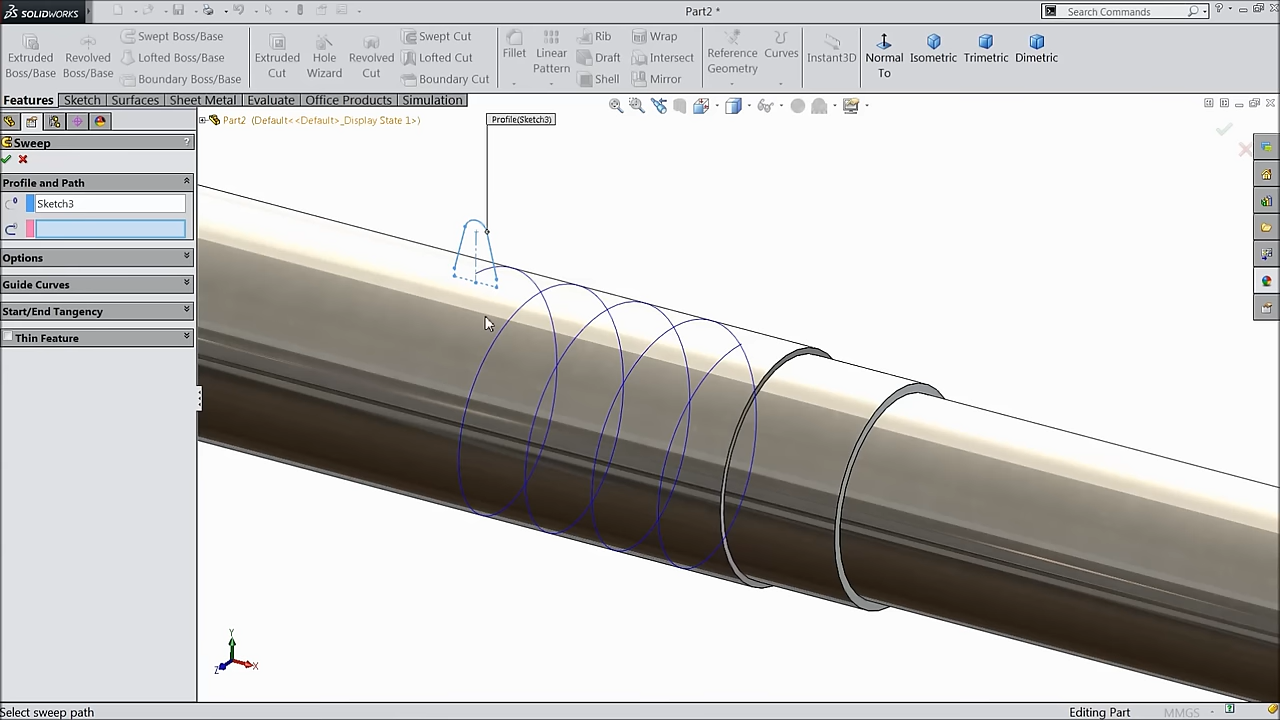 SOLIDWORKS
Part2 *
Search Commands
?
Extruded Boss/Base
Revolved Boss/Base
Swept Boss/Base
Lofted Boss/Base
Boundary Boss/Base
Extruded Cut
Hole Wizard
Revolved Cut
Swept Cut
Lofted Cut
Boundary Cut
Fillet
Linear Pattern
Rib
Draft
Shell
Wrap
Intersect
Mirror
Reference Geometry
Curves
Instant3D
Normal To
Isometric
Trimetric
Dimetric
Features
Sketch
Surfaces
Sheet Metal
Evaluate
Office Products
Simulation
Part2 (Default<<Default>_Display State 1>)
Profile(Sketch3)
Sweep
?
Profile and Path
Sketch3
Options
Guide Curves
Start/End Tangency
Thin Feature
Y
X
Z
Select sweep path
Editing Part
MMGS
?